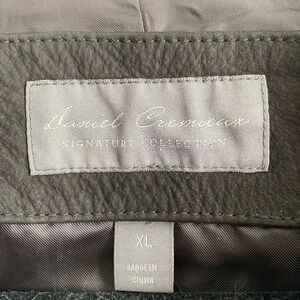 Daniel Cremieux
SIGNATURE COLLECTION
XL
MADE IN
CHINA